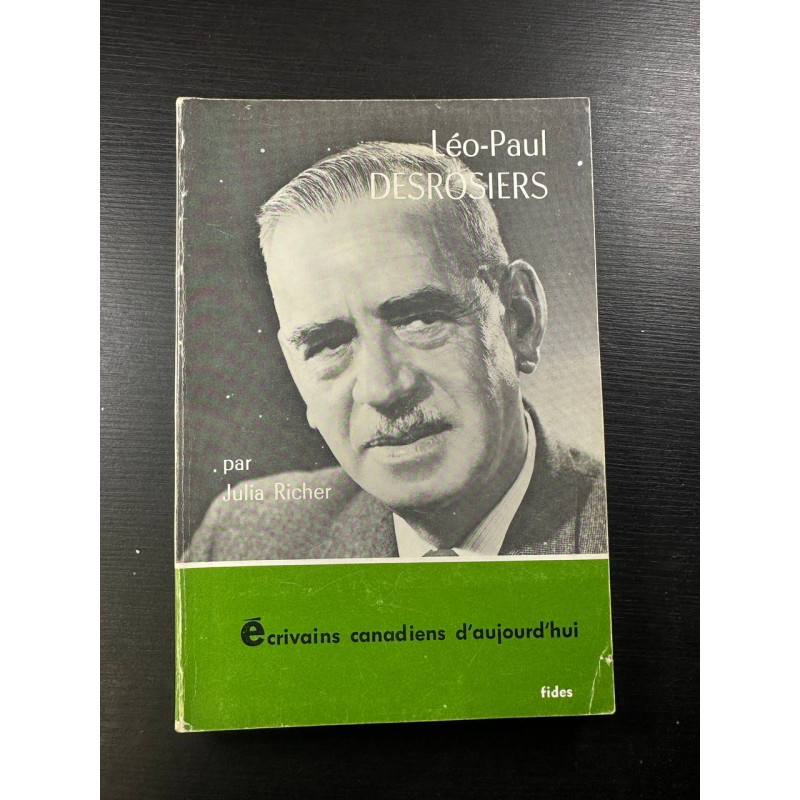 Léo-Paul
DESROSIERS
par
Julia Richer
écrivains canadiens d'aujourd'hui
fides